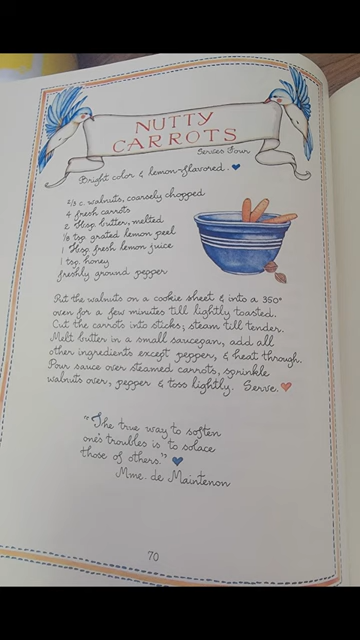 NUTTY
CARROTS
Serves Four
Bright color & lemon-flavored.
2/3 c. walnuts, coarsely chopped
4 fresh carrots
2 Tbsp. butter, melted
1/8 tsp. grated lemon peel
1 Tbsp. fresh lemon juice
1 tsp. honey
freshly ground pepper
Put the walnuts on a cookie sheet & into a 350°
oven for a few minutes till lightly toasted.
Cut the carrots into sticks; steam till tender.
Melt butter in a small saucepan, add all
other ingredients except pepper, & heat through.
Pour sauce over steamed carrots, sprinkle
walnuts over, pepper & toss lightly. Serve.
"The true way to soften
one's troubles is to solace
those of others."
Mme. de Maintenon
70